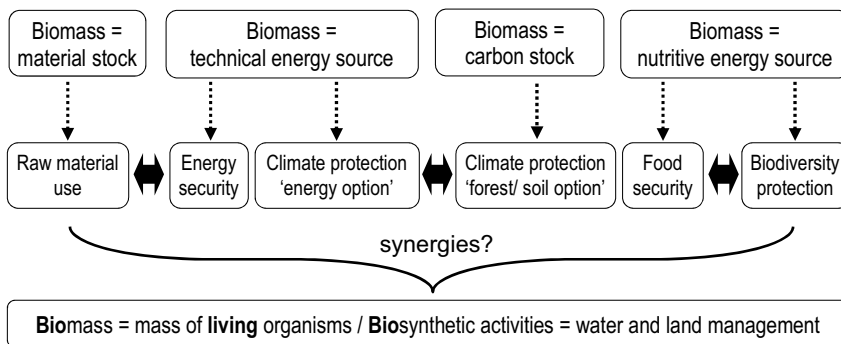 Biomass =
material stock
Biomass =
technical energy source
Biomass =
carbon stock
Biomass =
nutritive energy source
Raw material
use
Energy
security
Climate protection
‘energy option’
Climate protection
‘forest/ soil option’
Food
security
Biodiversity
protection
synergies?
Biomass = mass of living organisms / Biosynthetic activities = water and land management